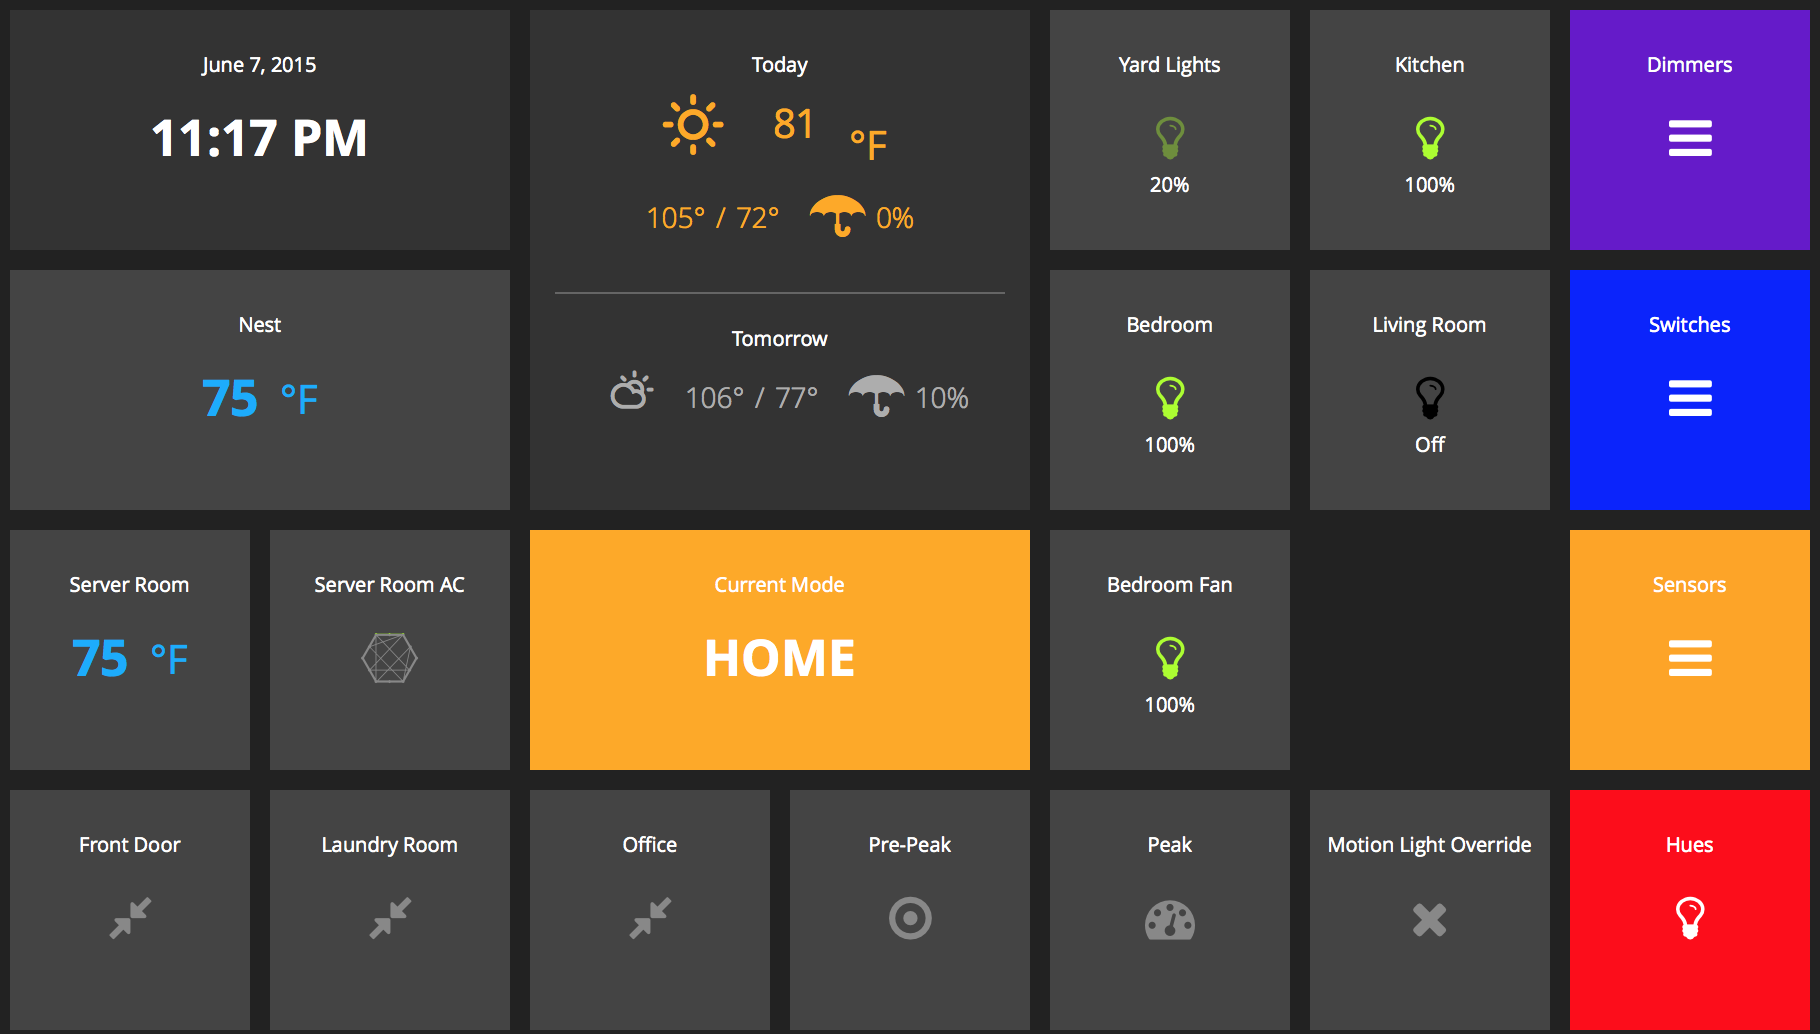 June 7, 2015
11:17 PM
Today
81 °F
105° / 72° 0%
Tomorrow
106° / 77° 10%
Yard Lights
20%
Kitchen
100%
Dimmers
Nest
75 °F
Bedroom
100%
Living Room
Off
Switches
Server Room
75 °F
Server Room AC
Current Mode
HOME
Bedroom Fan
100%
Sensors
Front Door
Laundry Room
Office
Pre-Peak
Peak
Motion Light Override
Hues